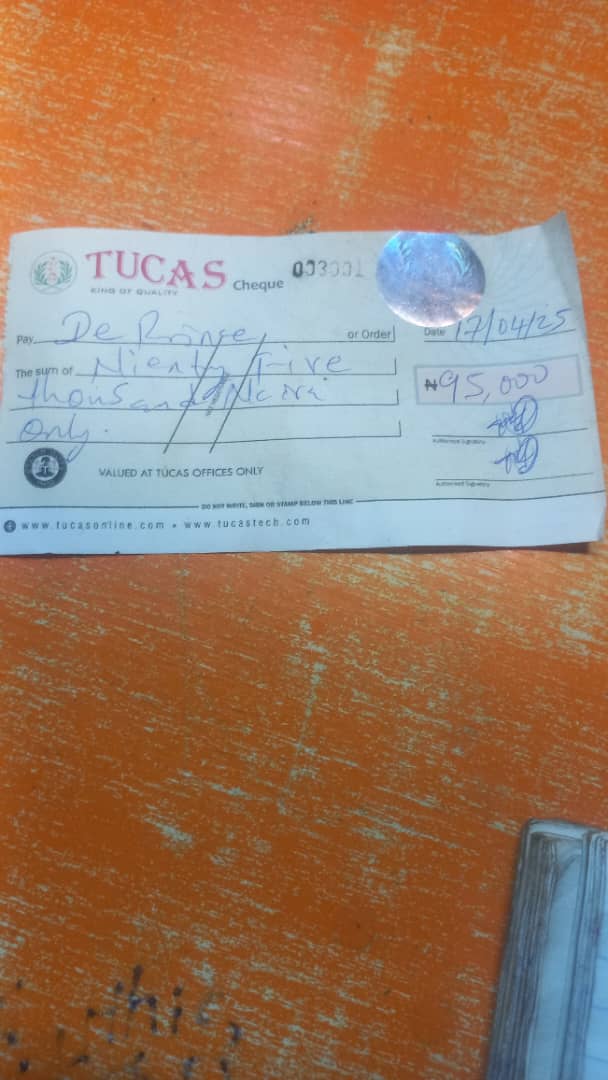 TUCAS Cheque
KING OF QUALITY
Pay De or Order Date 17/04/25
The sum of Nienty Five
thousand Naira
only.
₦95,000
Authorised Signatory
Authorised Signatory
VALUED AT TUCAS OFFICES ONLY
DO NOT WRITE, SIGN OR STAMP BELOW THIS LINE
www.tucasonline.com • www.tucastech.com